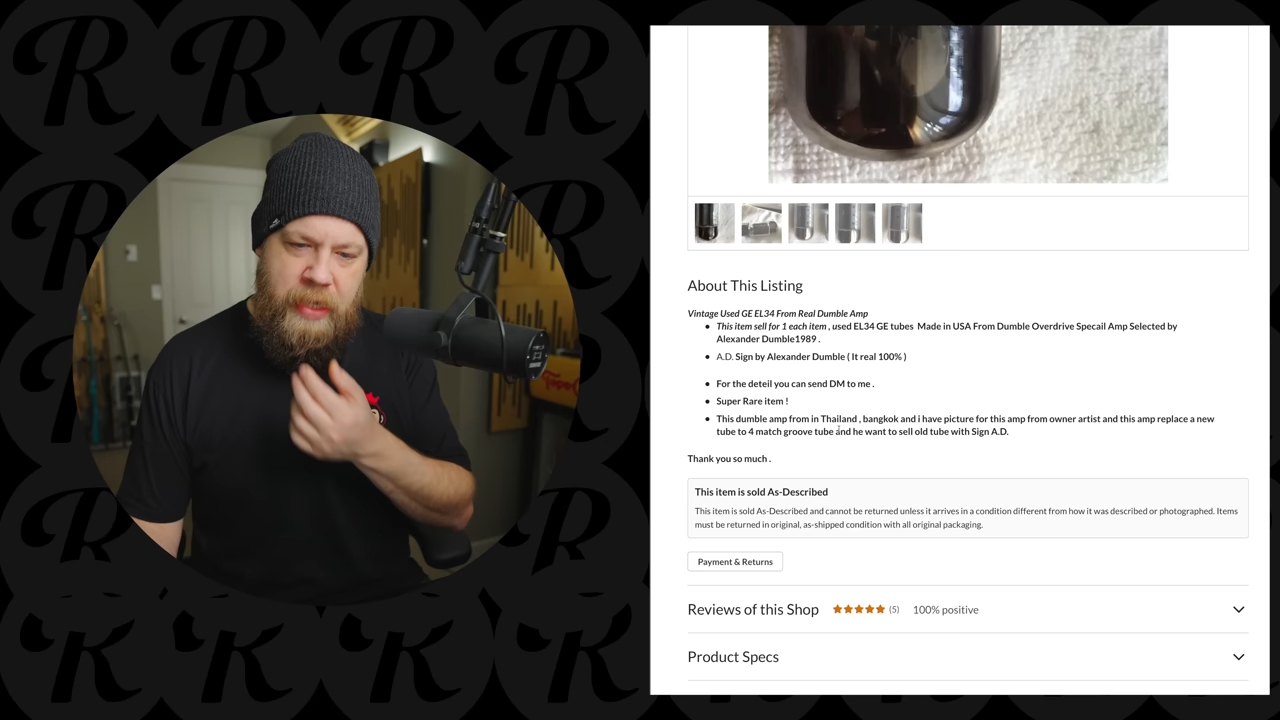 About This Listing
Vintage Used GE EL34 From Real Dumble Amp
This item sell for 1 each item , used EL34 GE tubes Made in USA From Dumble Overdrive Specail Amp Selected by
Alexander Dumble1989 .
A.D. Sign by Alexander Dumble ( It real 100% )
For the deteil you can send DM to me .
Super Rare item !
This dumble amp from in Thailand , bangkok and i have picture for this amp from owner artist and this amp replace a new
tube to 4 match groove tube and he want to sell old tube with Sign A.D.
Thank you so much .
This item is sold As-Described
This item is sold As-Described and cannot be returned unless it arrives in a condition different from how it was described or photographed. Items
must be returned in original, as-shipped condition with all original packaging.
Payment & Returns
Reviews of this Shop (5) 100% positive
Product Specs